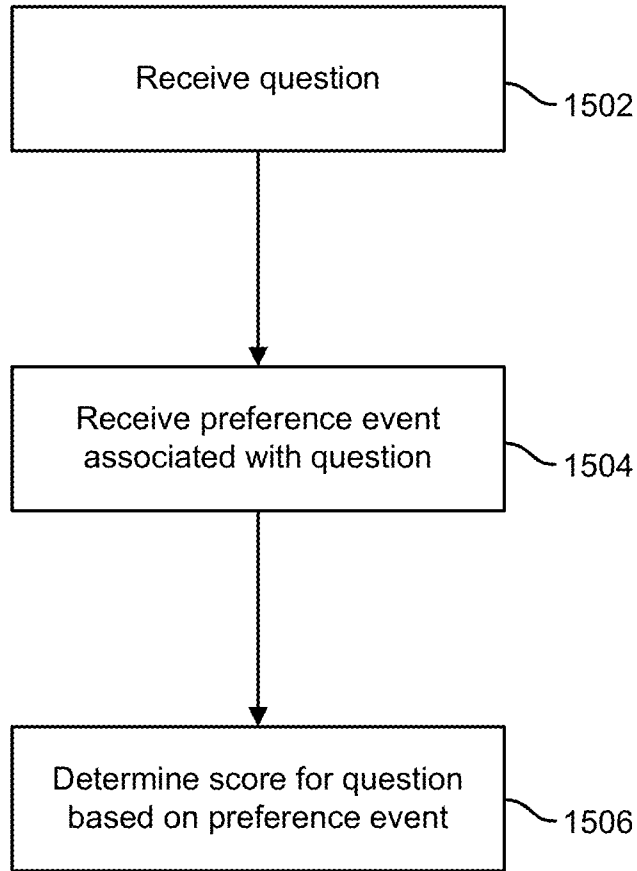 Receive question
1502
Receive preference event
associated with question
1504
Determine score for question
based on preference event
1506